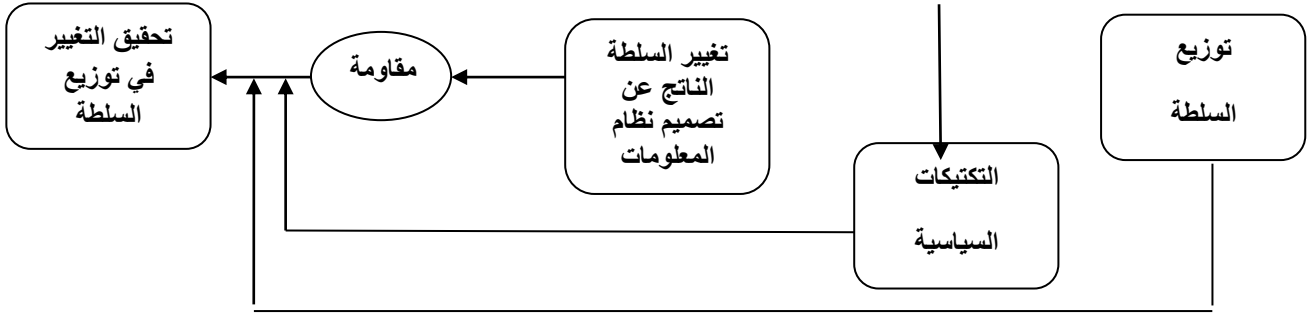 توزيع
السلطة
التكتيكات
السياسية
تغيير السلطة
الناتج عن
تصميم نظام
المعلومات
مقاومة
تحقيق التغيير
في توزيع
السلطة